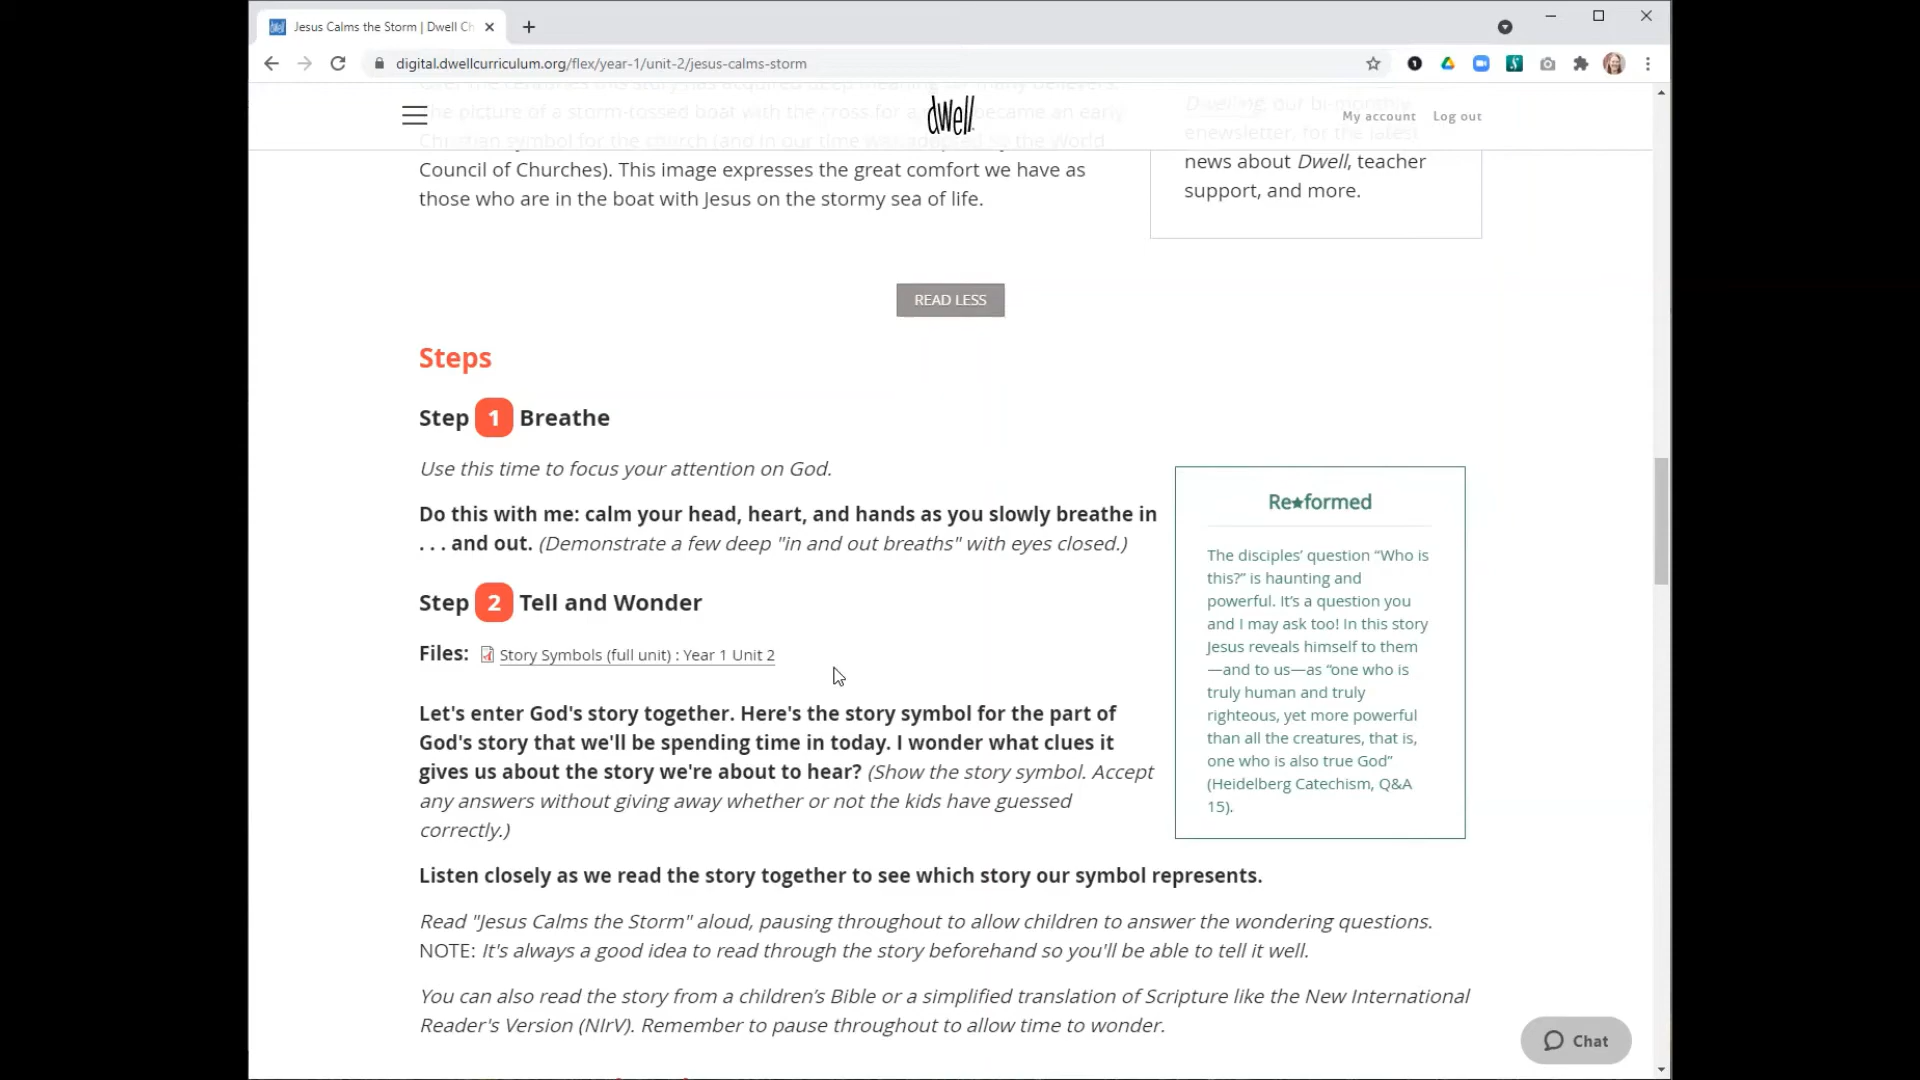 Jesus Calms the Storm | Dwell Ch
digital.dwellcurriculum.org/flex/year-1/unit-2/jesus-calms-storm
dwell
My account
Log out
Over the centuries this story has acquired deep meaning for many believers.
The picture of a storm-tossed boat with the cross for a became an early
Christian symbol for the church (and in our time was adopted by the World
Council of Churches). This image expresses the great comfort we have as
those who are in the boat with Jesus on the stormy sea of life.
Dwelling, our bi-monthly
enewsletter, for the latest
news about Dwell, teacher
support, and more.
READ LESS
Steps
Step 1 Breathe
Use this time to focus your attention on God.
Do this with me: calm your head, heart, and hands as you slowly breathe in
. . . and out. (Demonstrate a few deep "in and out breaths" with eyes closed.)
Step 2 Tell and Wonder
Files: Story Symbols (full unit) : Year 1 Unit 2
Let's enter God's story together. Here's the story symbol for the part of
God's story that we'll be spending time in today. I wonder what clues it
gives us about the story we're about to hear? (Show the story symbol. Accept
any answers without giving away whether or not the kids have guessed
correctly.)
Re★formed
The disciples’ question “Who is
this?” is haunting and
powerful. It’s a question you
and I may ask too! In this story
Jesus reveals himself to them
—and to us—as “one who is
truly human and truly
righteous, yet more powerful
than all the creatures, that is,
one who is also true God”
(Heidelberg Catechism, Q&A
15).
Listen closely as we read the story together to see which story our symbol represents.
Read "Jesus Calms the Storm" aloud, pausing throughout to allow children to answer the wondering questions.
NOTE: It's always a good idea to read through the story beforehand so you'll be able to tell it well.
You can also read the story from a children’s Bible or a simplified translation of Scripture like the New International
Reader's Version (NIrV). Remember to pause throughout to allow time to wonder.
Chat